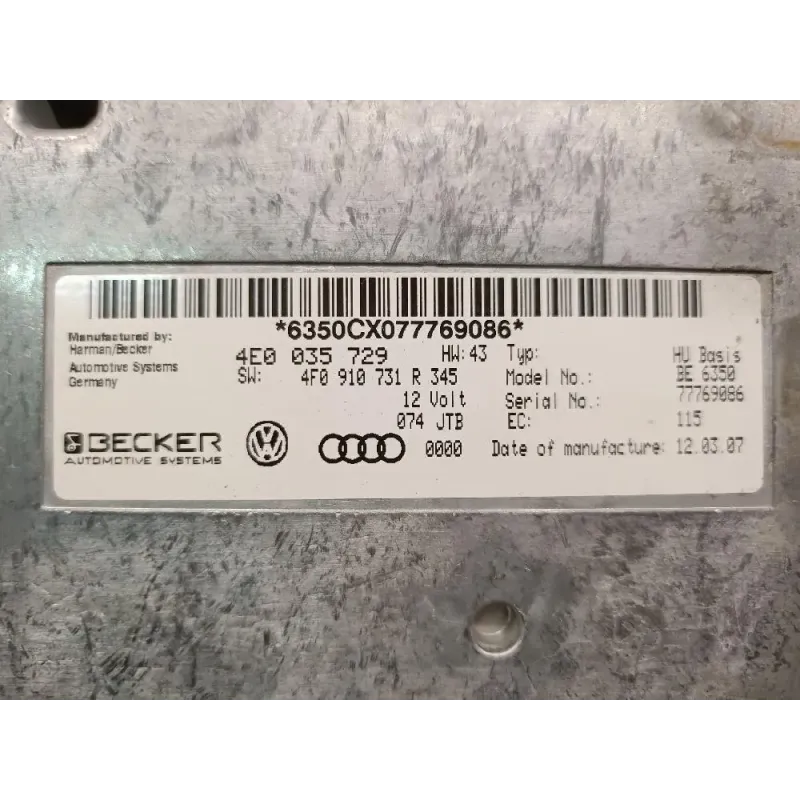 *6350CX077769086*
Manufactured by:
Harman/Becker
Automotive Systems
Germany
BECKER
AUTOMOTIVE SYSTEMS
4E0 035 729 HW:43
SW: 4F0 910 731 R 345
12 Volt
074 JTB
0000
Typ: HU Basis
Model No.: BE 6350
Serial No.: 77769086
EC: 115
Date of manufacture: 12.03.07